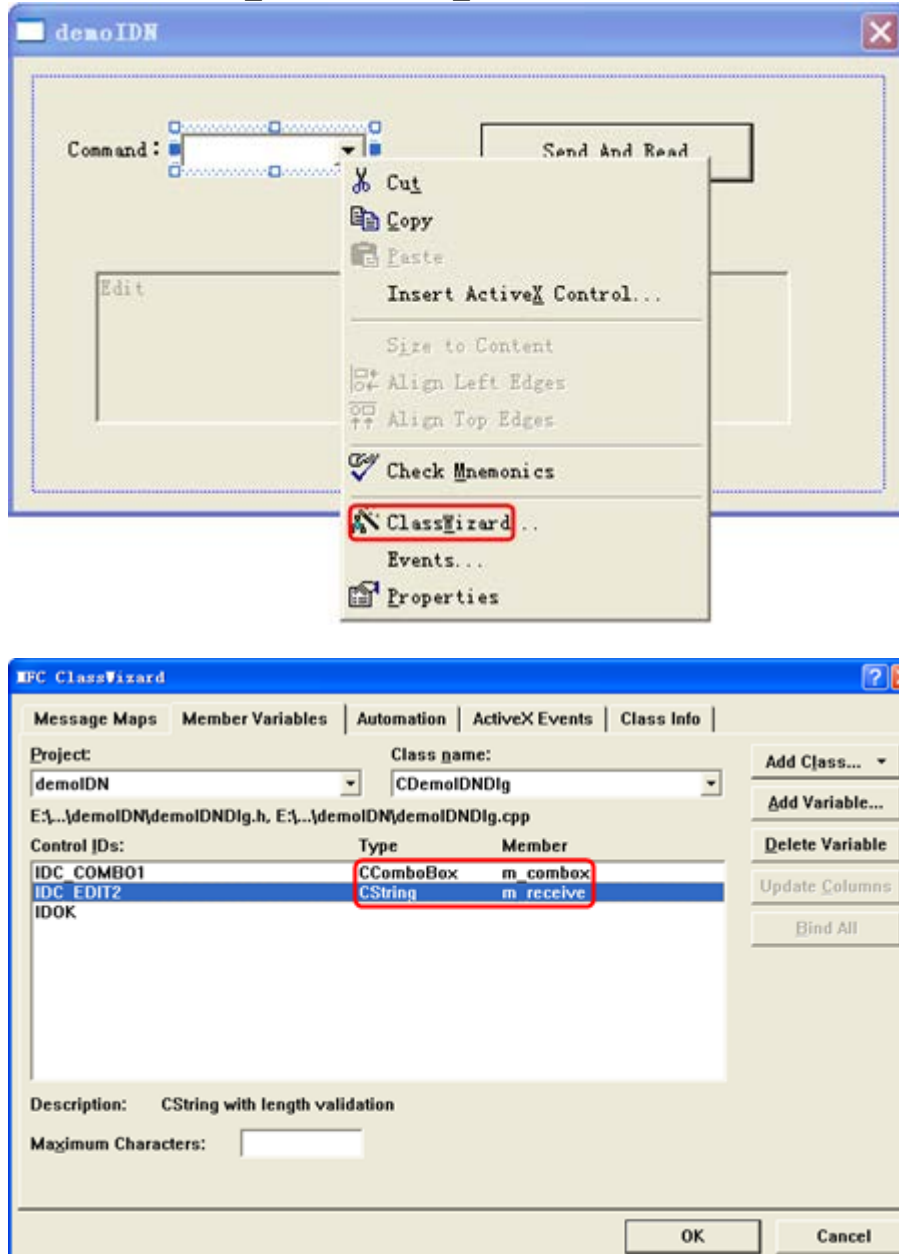 demoIDN
Command:
Send And Read
Edit
Cut
Copy
Paste
Insert ActiveX Control...
Size to Content
Align Left Edges
Align Top Edges
Check Mnemonics
ClassWizard...
Events...
Properties
MFC ClassWizard
Message Maps Member Variables Automation ActiveX Events Class Info
Project: Class name:
Add Class...
demoIDN CDemoIDNDlg
Add Variable...
E:\...\demoIDN\demoIDNDlg.h, E:\...\demoIDN\demoIDNDlg.cpp
Control IDs: Type Member
Delete Variable
IDC_COMBO1 CComboBox m_combox
IDC_EDIT2 CString m_receive
Update Columns
IDOK
Bind All
Description: CString with length validation
Maximum Characters:
OK Cancel